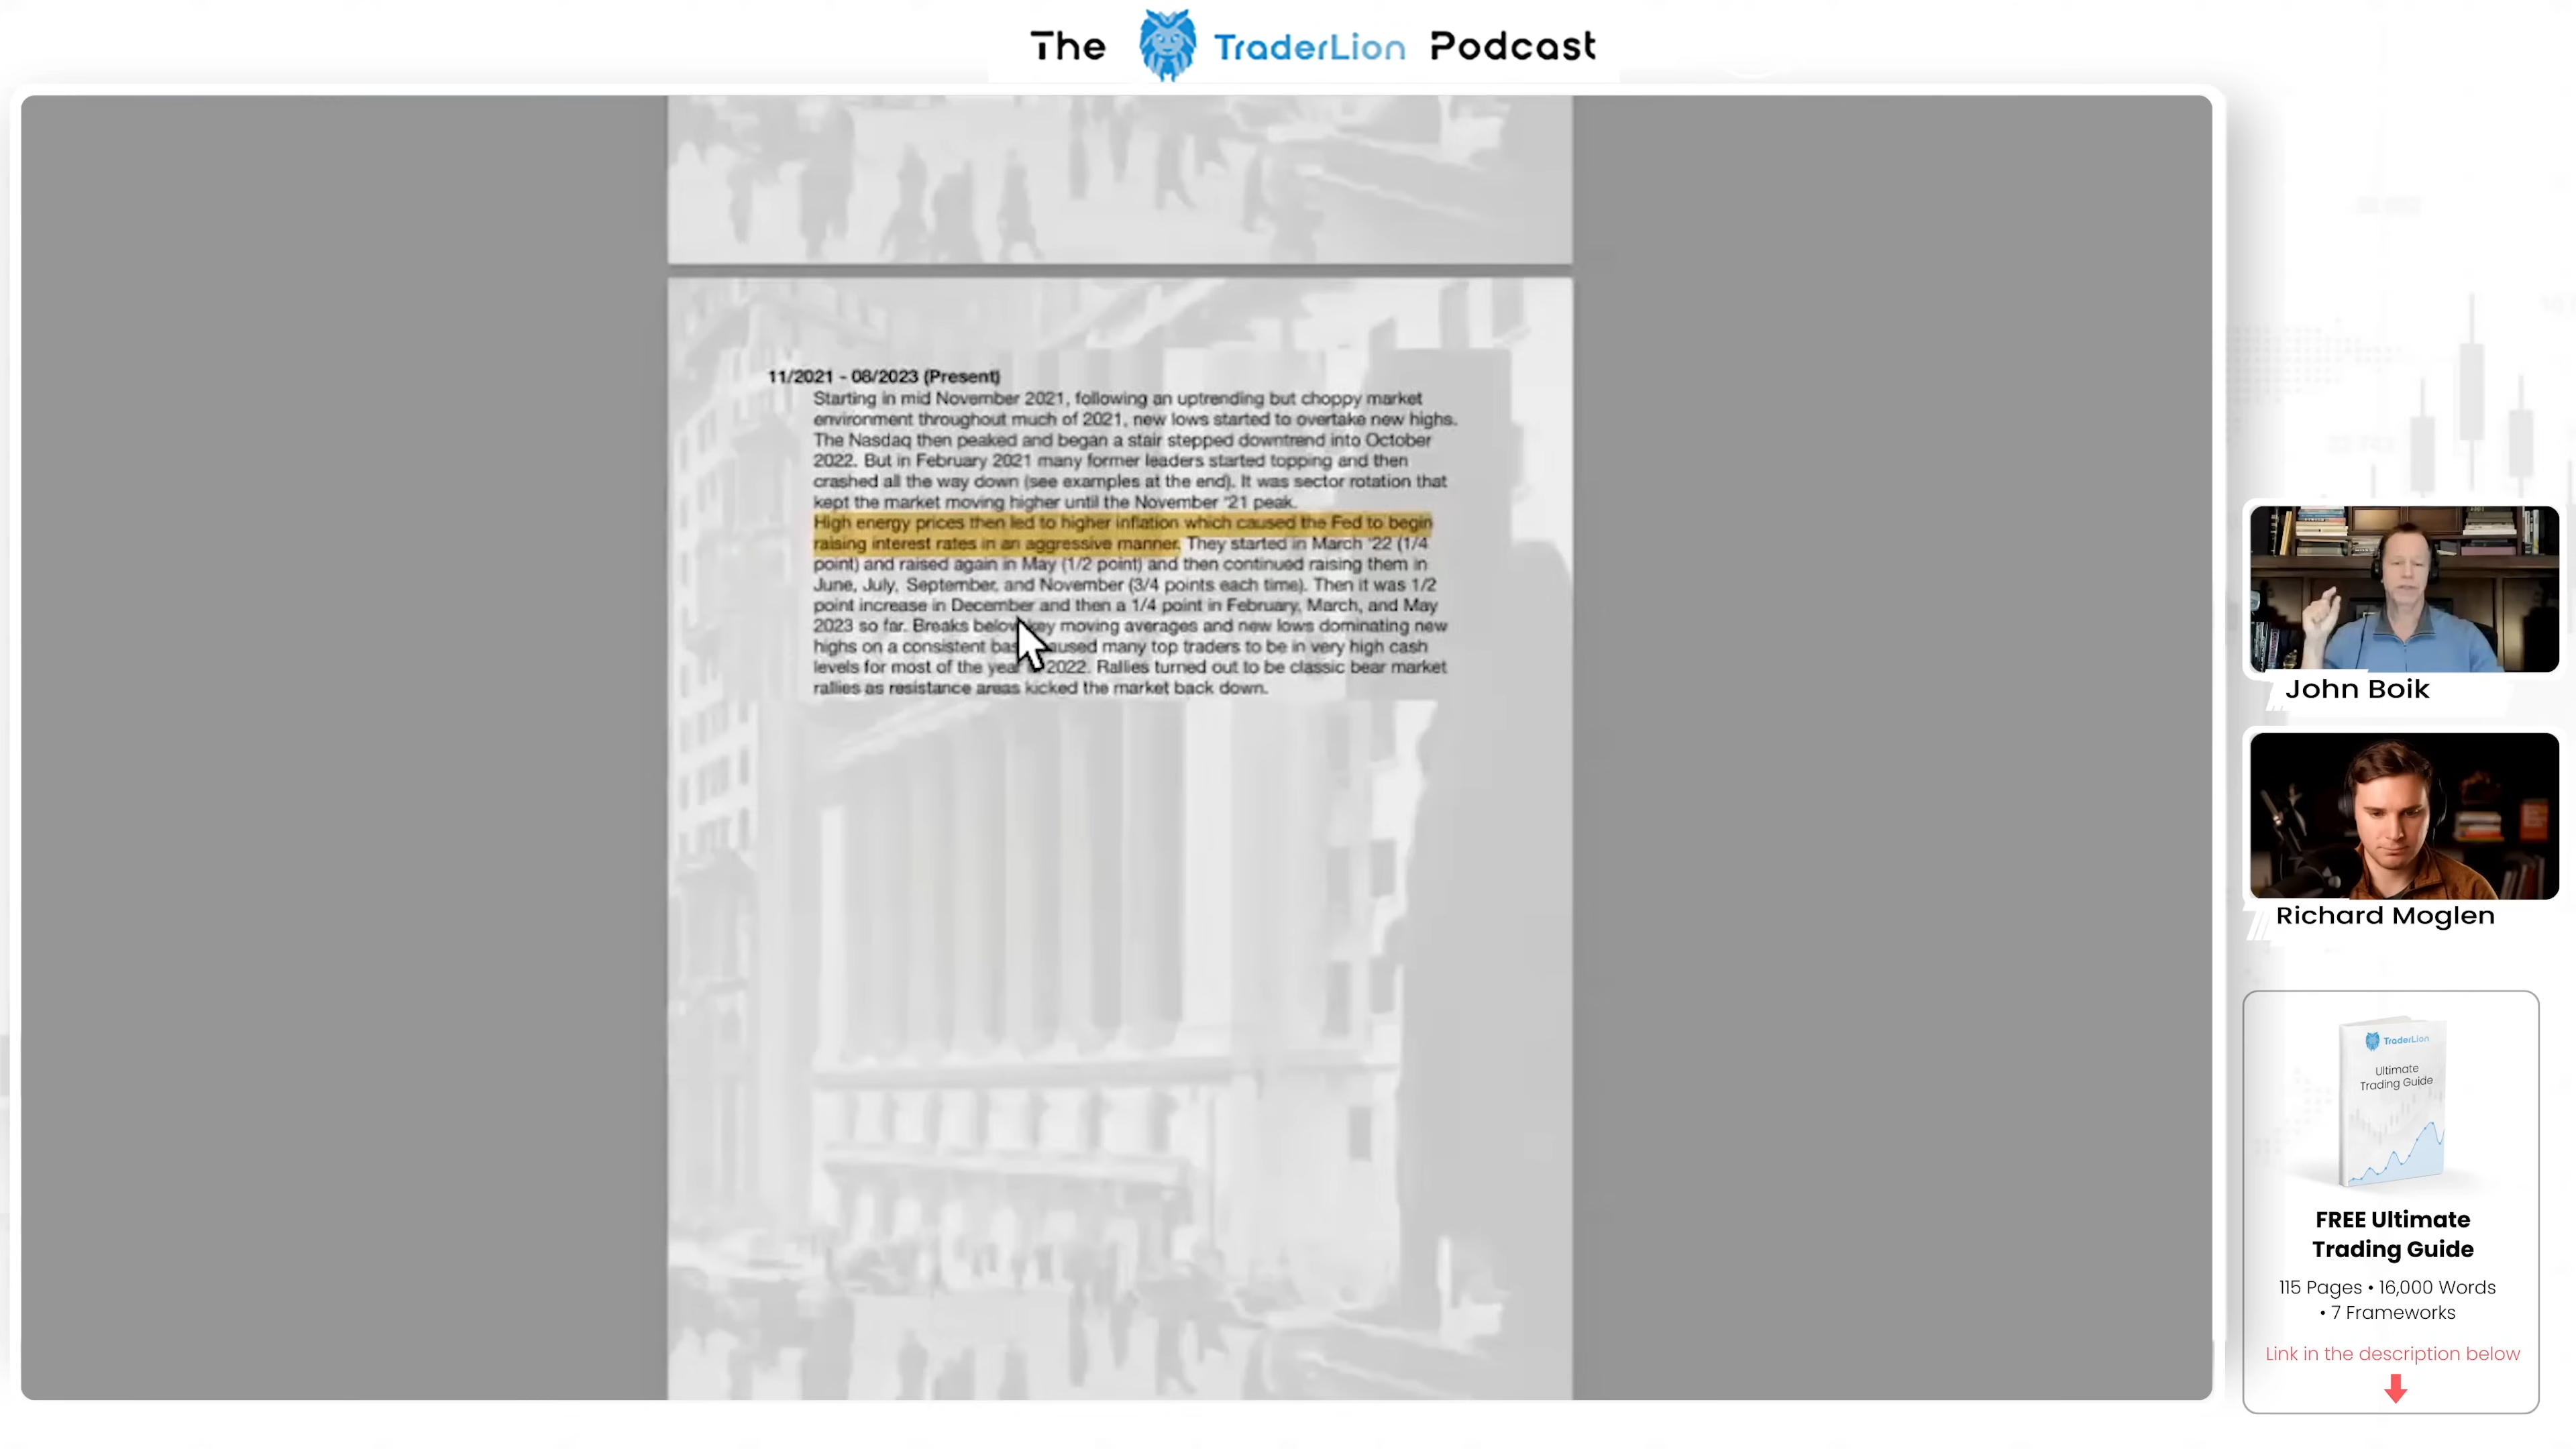 The TraderLion Podcast
11/2021 - 08/2023 (Present)
Starting in mid November 2021, following an uptrending but choppy market
environment throughout much of 2021, new lows started to overtake new highs.
The Nasdaq then peaked and began a stair stepped downtrend into October
2022. But in February 2021 many former leaders started topping and then
crashed all the way down (see examples at the end). It was sector rotation that
kept the market moving higher until the November '21 peak.
High energy prices then led to higher inflation which caused the Fed to begin
raising interest rates in an aggressive manner. They started in March '22 (1/4
point) and raised again in May (1/2 point) and then continued raising them in
June, July, September, and November (3/4 points each time). Then it was 1/2
point increase in December and then a 1/4 point in February, March, and May
2023 so far. Breaks below key moving averages and new lows dominating new
highs on a consistent caused many top traders to be in very high cash
levels for most of the year 2022. Rallies turned out to be classic bear market
rallies as resistance areas kicked the market back down.
John Boik
Richard Moglen
TraderLion
Ultimate
Trading Guide
FREE Ultimate
Trading Guide
115 Pages • 16,000 Words
• 7 Frameworks
Link in the description below